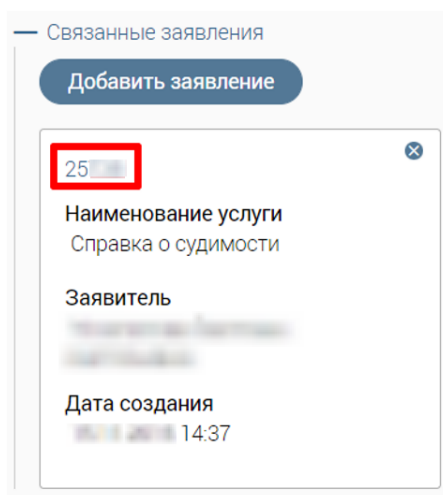 Связанные заявления
Добавить заявление
25
Наименование услуги
Справка о судимости
Заявитель
Дата создания
14:37